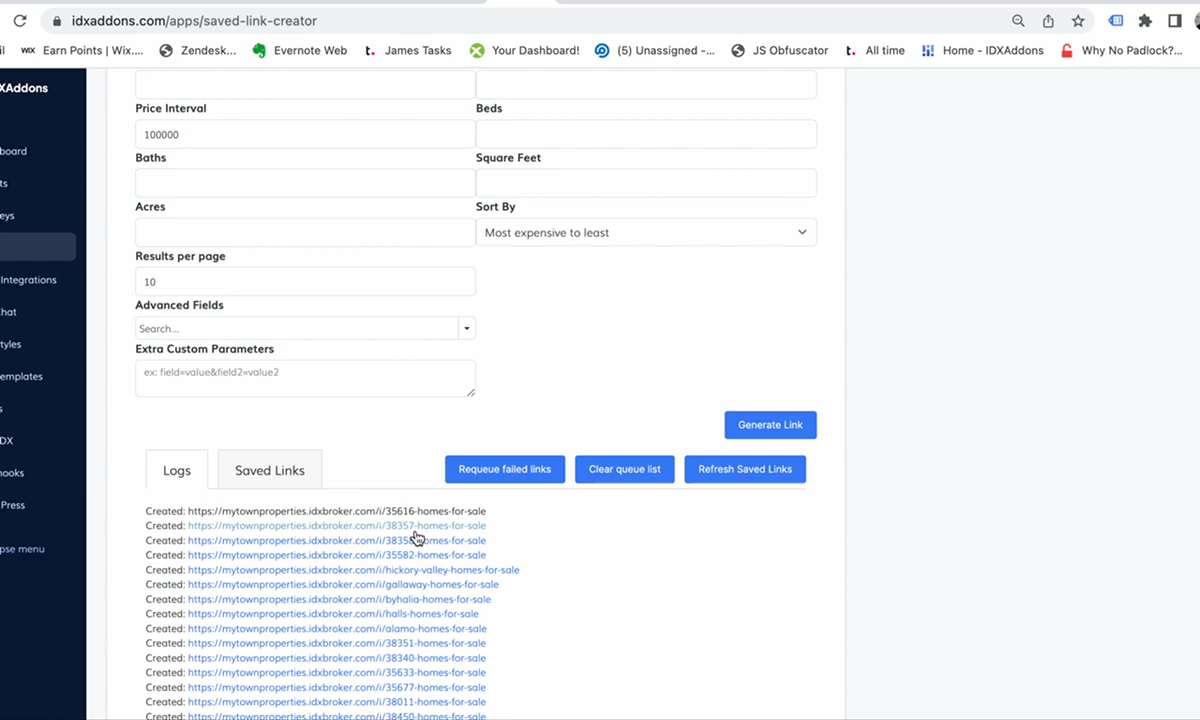 idxaddons.com/apps/saved-link-creator
il Earn Points | Wix.... Zendesk... Evernote Web James Tasks Your Dashboard! (5) Unassigned -... JS Obfuscator All time Home - IDXAddons Why No Padlock?...
XAddons
Price Interval Beds
100000
board
Baths Square Feet
ts
Acres Sort By
eys
Most expensive to least
Results per page
Integrations
10
Advanced Fields
hat
Search...
tyles
Extra Custom Parameters
ex: field=value&field2=value2
emplates
s
Generate Link
DX
Logs Saved Links Requeue failed links Clear queue list Refresh Saved Links
ooks
Press
Created: https://mytownproperties.idxbroker.com/i/35616-homes-for-sale
Created: https://mytownproperties.idxbroker.com/i/38357-homes-for-sale
Created: https://mytownproperties.idxbroker.com/i/3835 omes-for-sale
pse menu
Created: https://mytownproperties.idxbroker.com/i/35582-homes-for-sale
Created: https://mytownproperties.idxbroker.com/i/hickory-valley-homes-for-sale
Created: https://mytownproperties.idxbroker.com/i/gallaway-homes-for-sale
Created: https://mytownproperties.idxbroker.com/i/byhalia-homes-for-sale
Created: https://mytownproperties.idxbroker.com/i/halls-homes-for-sale
Created: https://mytownproperties.idxbroker.com/i/alamo-homes-for-sale
Created: https://mytownproperties.idxbroker.com/i/38351-homes-for-sale
Created: https://mytownproperties.idxbroker.com/i/38340-homes-for-sale
Created: https://mytownproperties.idxbroker.com/i/35633-homes-for-sale
Created: https://mytownproperties.idxbroker.com/i/35677-homes-for-sale
Created: https://mytownproperties.idxbroker.com/i/38011-homes-for-sale
Created: https://mytownproperties.idxbroker.com/i/38450-homes-for-sale